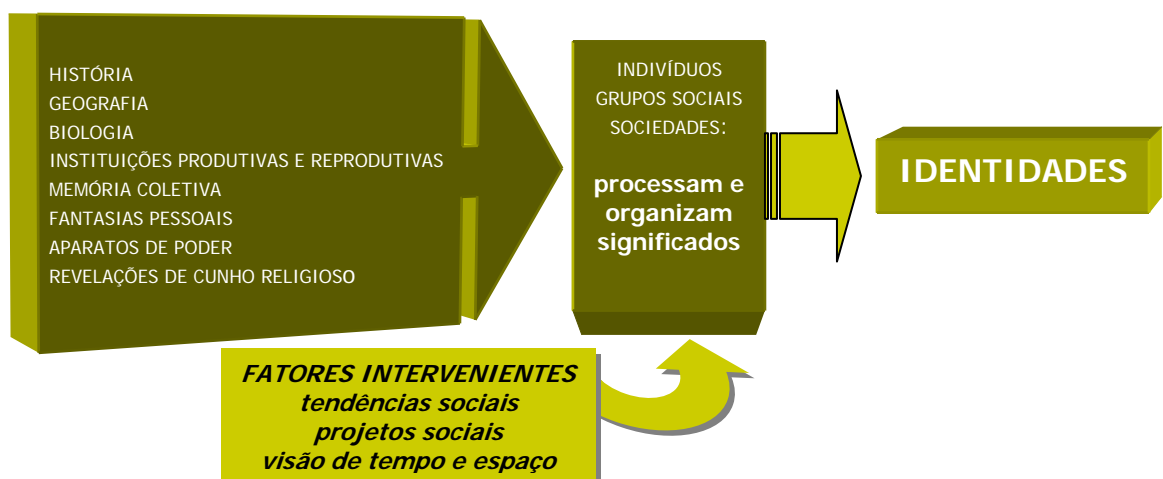 HISTÓRIA
GEOGRAFIA
BIOLOGIA
INSTITUIÇÕES PRODUTIVAS E REPRODUTIVAS
MEMÓRIA COLETIVA
FANTASIAS PESSOAIS
APARATOS DE PODER
REVELAÇÕES DE CUNHO RELIGIOSO
INDIVÍDUOS
GRUPOS SOCIAIS
SOCIEDADES:
processam e
organizam
significados
IDENTIDADES
FATORES INTERVENIENTES
tendências sociais
projetos sociais
visão de tempo e espaço